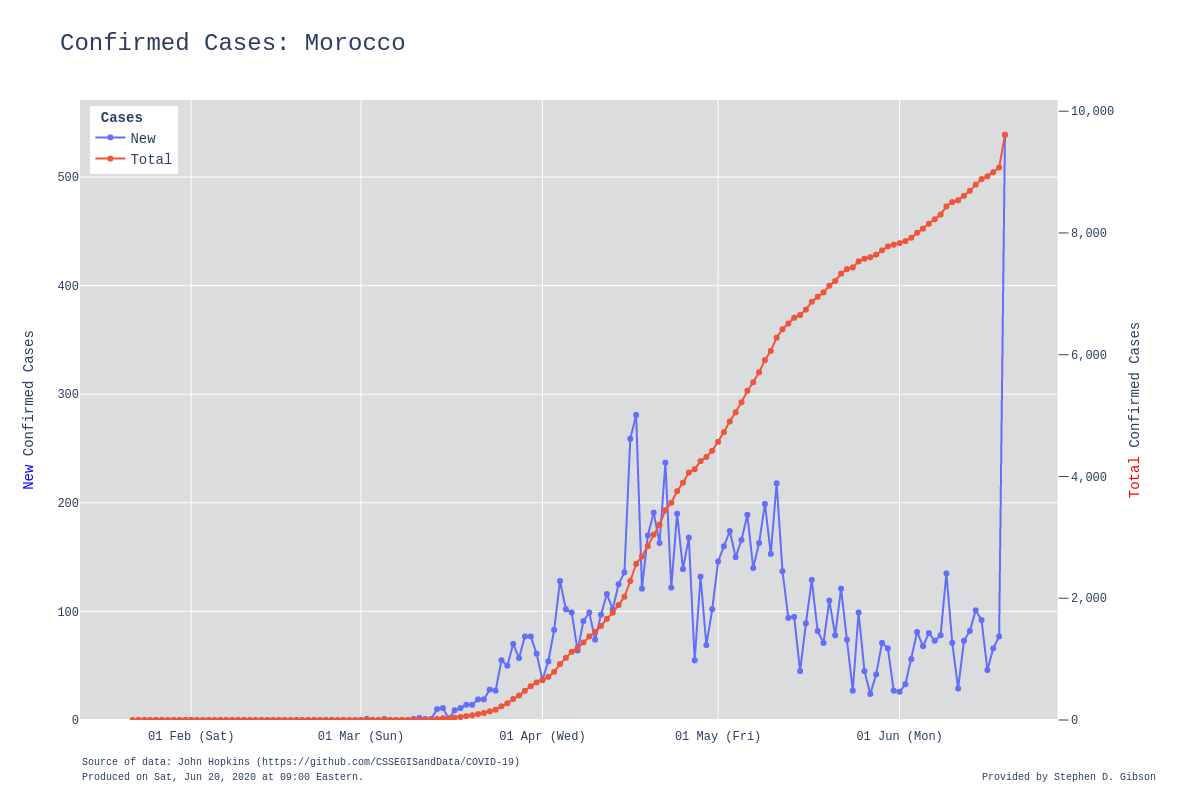 Confirmed Cases: Morocco
Cases
New
Total
500
400
300
200
100
0
10,000
8,000
6,000
4,000
2,000
0
New Confirmed Cases
Total Confirmed Cases
01 Feb (Sat)
01 Mar (Sun)
01 Apr (Wed)
01 May (Fri)
01 Jun (Mon)
Source of data: John Hopkins (https://github.com/CSSEGISandData/COVID-19)
Produced on Sat, Jun 20, 2020 at 09:00 Eastern.
Provided by Stephen D. Gibson